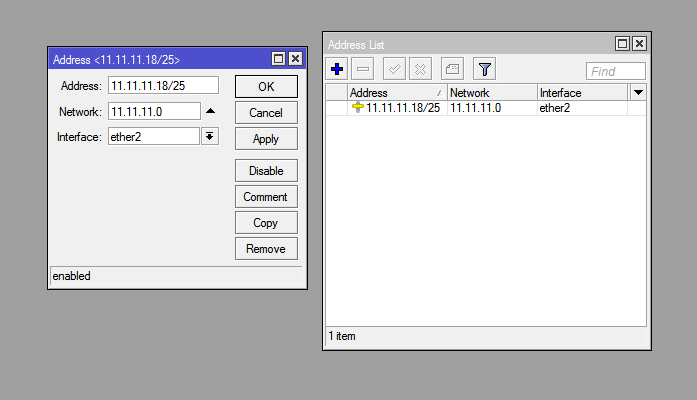 Address <11.11.11.18/25>
Address: 11.11.11.18/25
Network: 11.11.11.0
Interface: ether2
OK
Cancel
Apply
Disable
Comment
Copy
Remove
enabled
Address List
Find
Address Network Interface
11.11.11.18/25 11.11.11.0 ether2
1 item